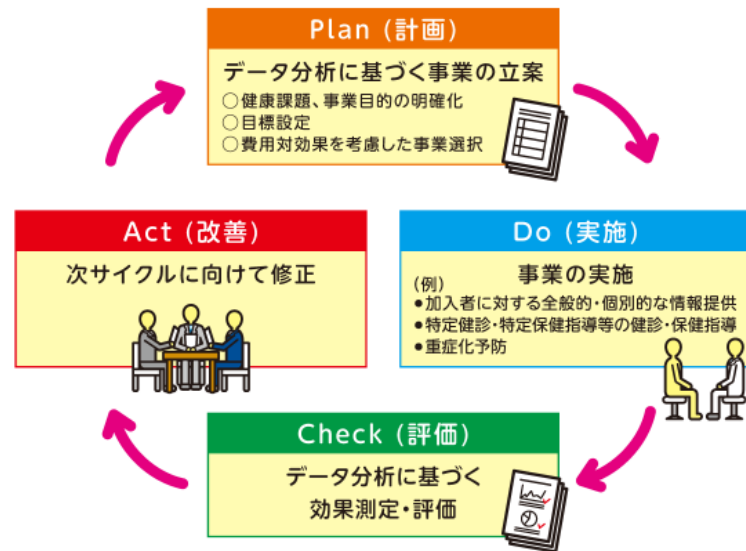 Plan (計画)
データ分析に基づく事業の立案
○健康課題、事業目的の明確化
○目標設定
○費用対効果を考慮した事業選択
Do (実施)
事業の実施
(例)
●加入者に対する全般的・個別的な情報提供
●特定健診・特定保健指導等の健診・保健指導
●重症化予防
Check (評価)
データ分析に基づく
効果測定・評価
Act (改善)
次サイクルに向けて修正